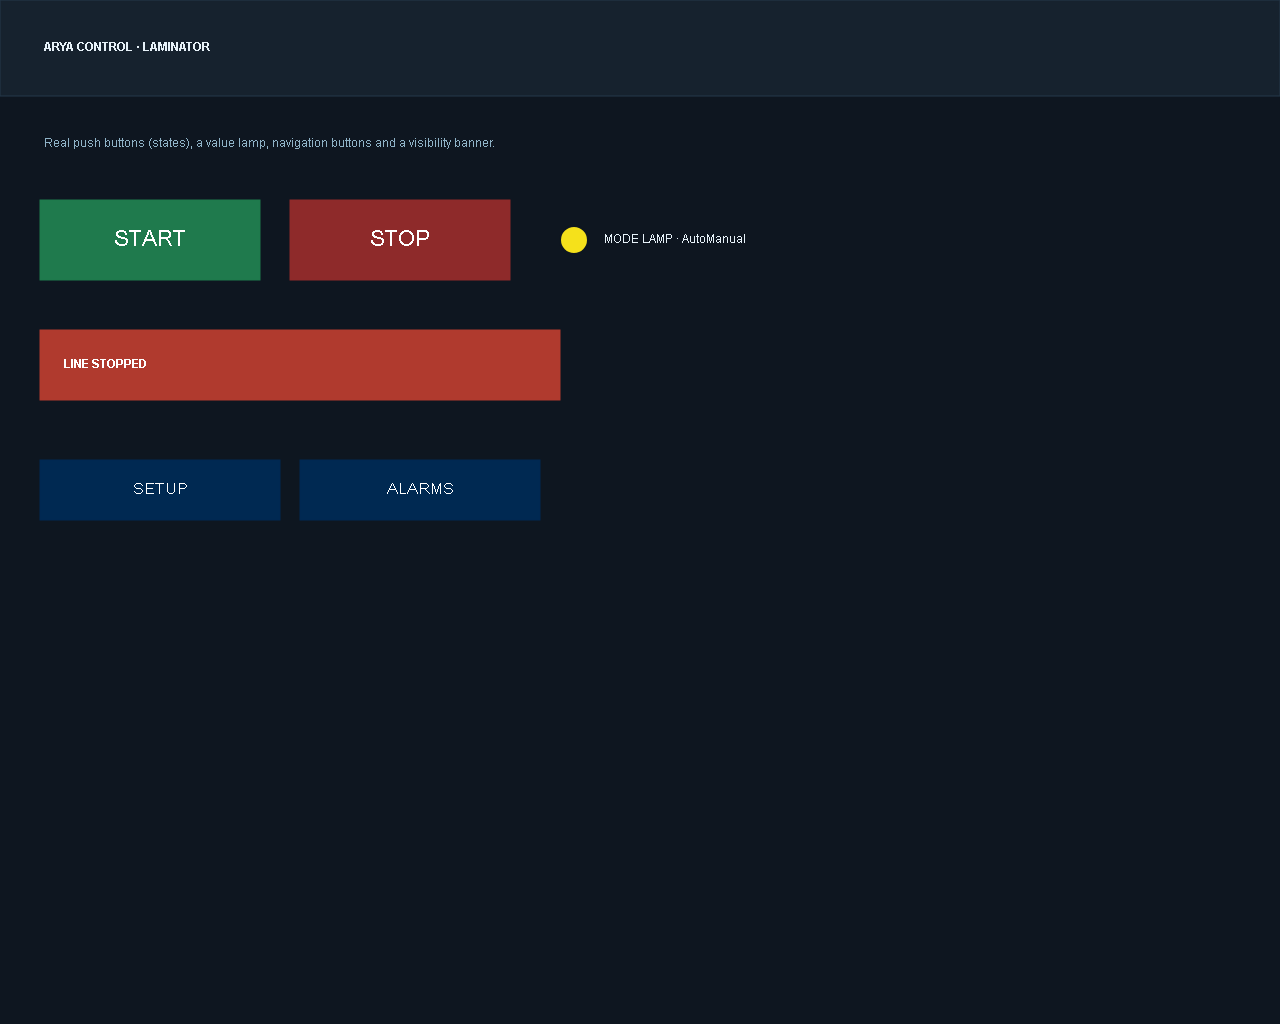 ARYA CONTROL · LAMINATOR
Real push buttons (states), a value lamp, navigation buttons and a visibility banner.
START
STOP
MODE LAMP · AutoManual
LINE STOPPED
SETUP
ALARMS